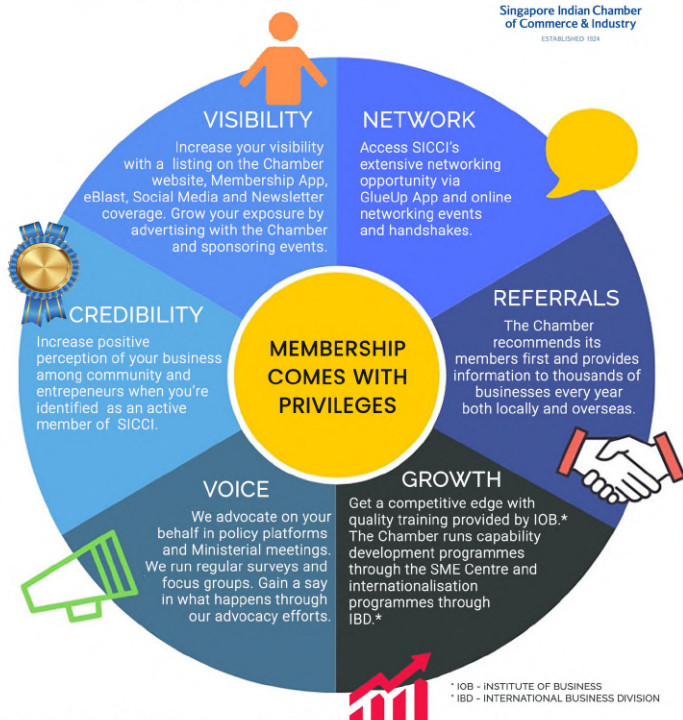 Singapore Indian Chamber
of Commerce & Industry
ESTABLISHED 1924
VISIBILITY
Increase your visibility
with a listing on the Chamber
website, Membership App,
eBlast, Social Media and Newsletter
coverage. Grow your exposure by
advertising with the Chamber
and sponsoring events.
NETWORK
Access SICCI's
extensive networking
opportunity via
GlueUp App and online
networking events
and handshakes.
CREDIBILITY
Increase positive
perception of your business
among community and
entrepeneurs when you're
identified as an active
member of SICCI.
MEMBERSHIP
COMES WITH
PRIVILEGES
REFERRALS
The Chamber
recommends its
members first and provides
information to thousands of
businesses every year
both locally and overseas.
VOICE
We advocate on your
behalf in policy platforms
and Ministerial meetings.
We run regular surveys and
focus groups. Gain a say
in what happens through
our advocacy efforts.
GROWTH
Get a competitive edge with
quality training provided by IOB.*
The Chamber runs capability
development programmes
through the SME Centre and
internationalisation
programmes through
IBD.*
* IOB - iNSTITUTE OF BUSINESS
* IBD - INTERNATIONAL BUSINESS DIVISION